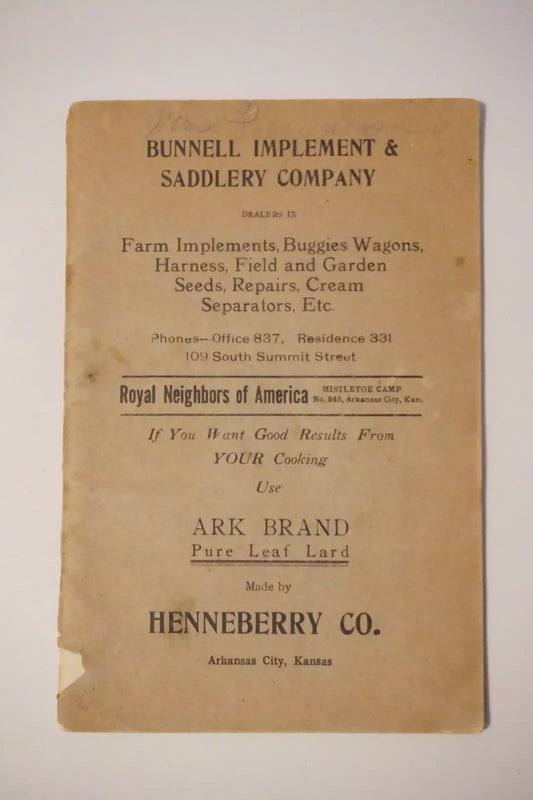 BUNNELL IMPLEMENT &
SADDLERY COMPANY
DEALERS IN
Farm Implements, Buggies Wagons,
Harness, Field and Garden
Seeds, Repairs, Cream
Separators, Etc.
Phones--Office 837, Residence 331
109 South Summit Street
Royal Neighbors of America MISTLETOE CAMP
No. 948, Arkansas City, Kan.
If You Want Good Results From
YOUR Cooking
Use
ARK BRAND
Pure Leaf Lard
Made by
HENNEBERRY CO.
Arkansas City, Kansas